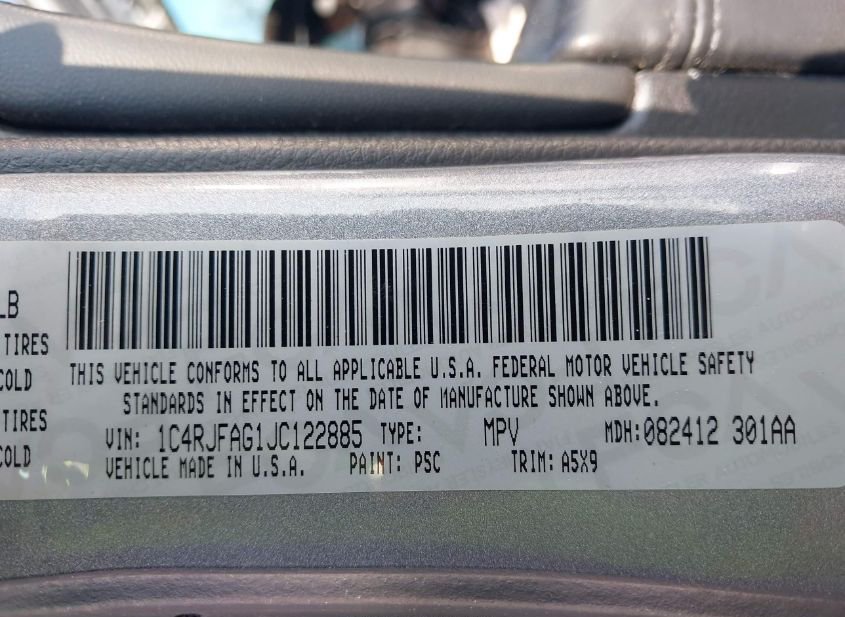 LB
TIRES
COLD
TIRES
COLD
THIS VEHICLE CONFORMS TO ALL APPLICABLE U.S.A. FEDERAL MOTOR VEHICLE SAFETY
STANDARDS IN EFFECT ON THE DATE OF MANUFACTURE SHOWN ABOVE.
VIN: 1C4RJFAG1JC122885 TYPE: MPV MDH:082412 301AA
VEHICLE MADE IN U.S.A. PAINT: PSC TRIM: A5X9